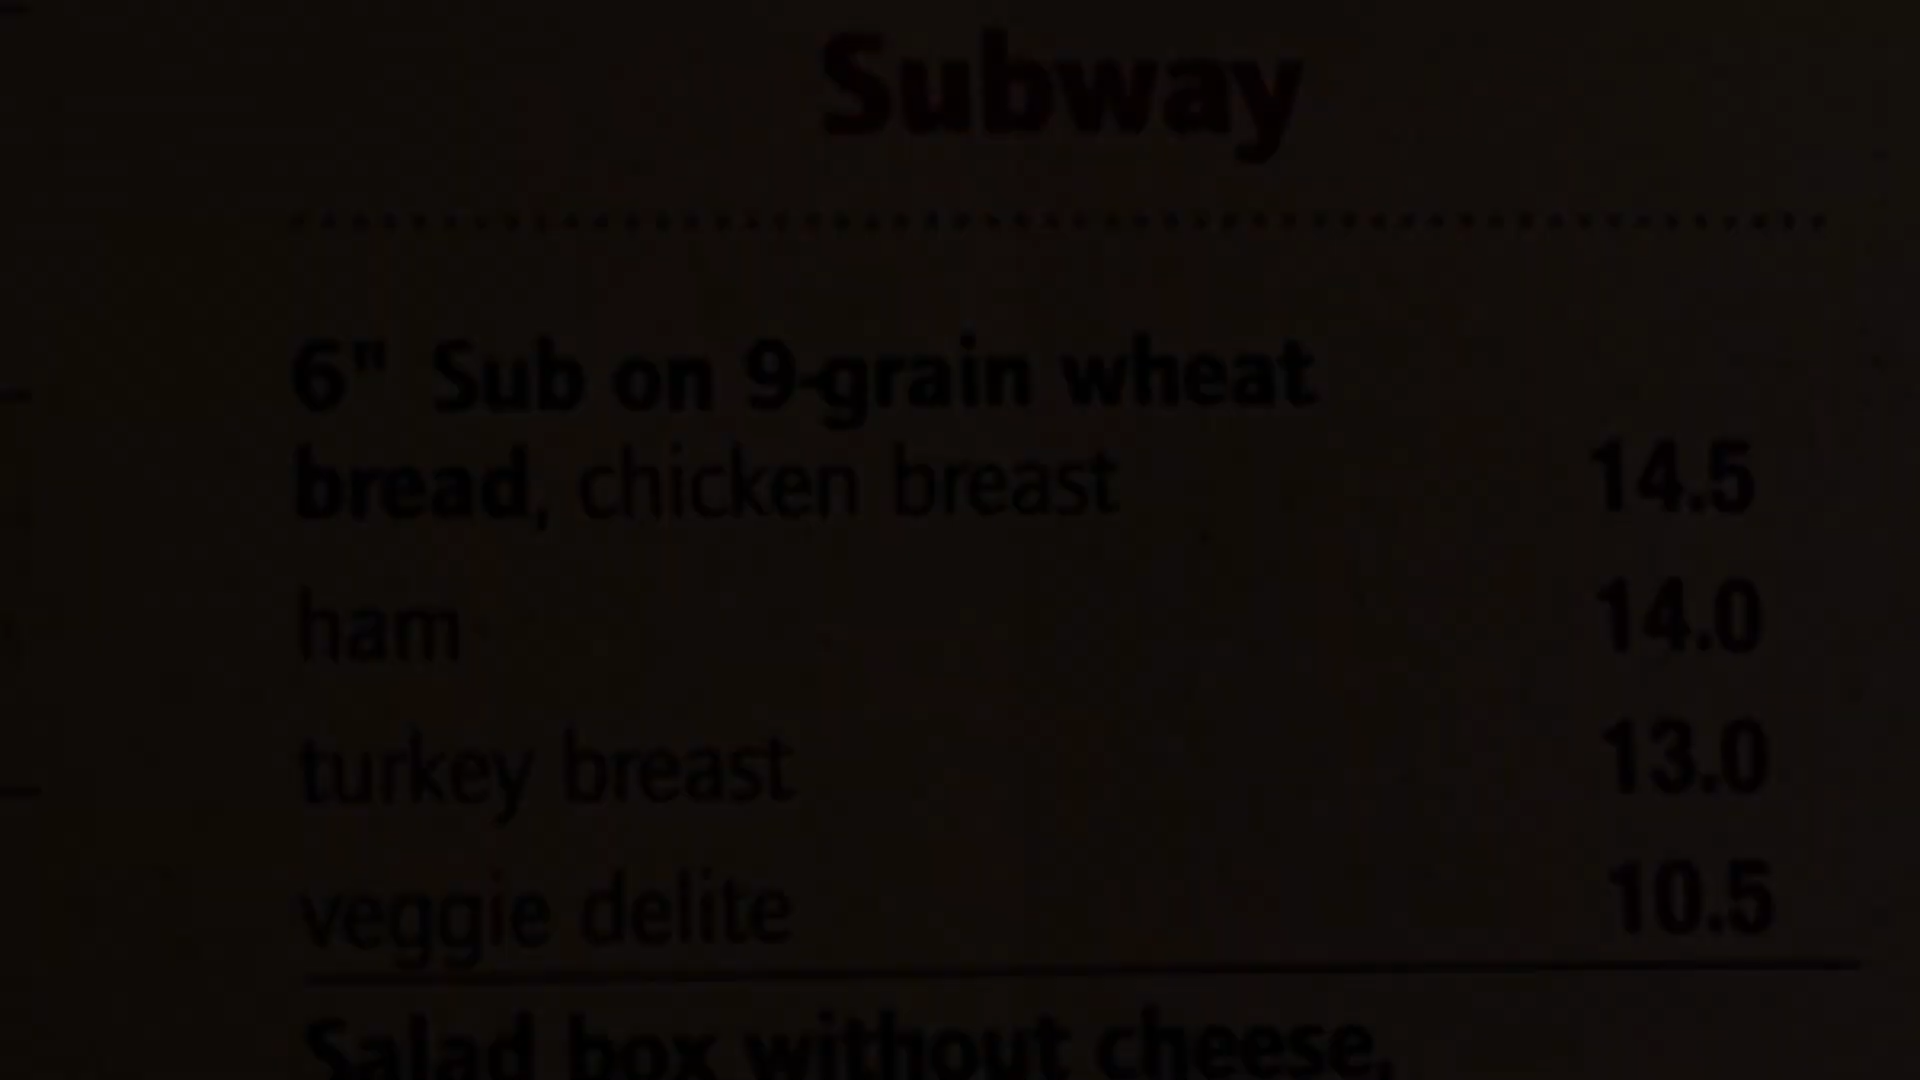 Subway
6" Sub on 9-grain wheat
bread, chicken breast 14.5
ham 14.0
turkey breast 13.0
veggie delite 10.5
Salad box without cheese,